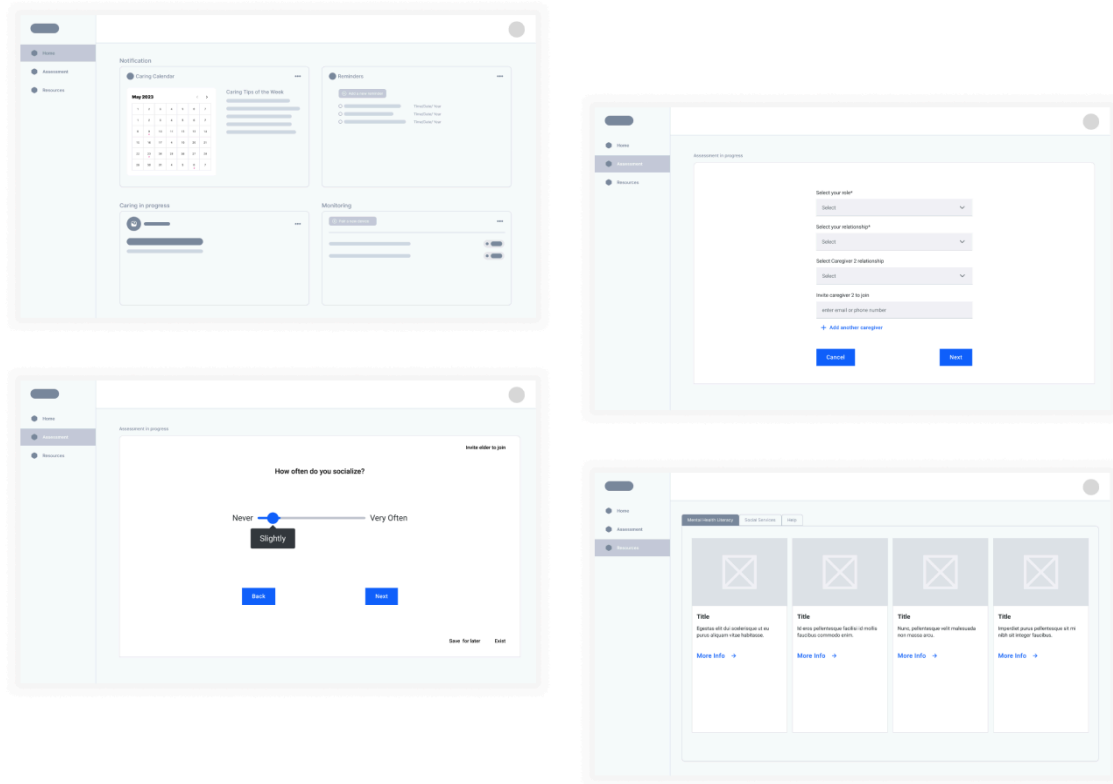 Home
Assessment
Resources
Notification
Caring Calendar
May 2023
Caring Tips of the Week
Reminders
Caring in progress
Monitoring
Home
Assessment
Resources
Assessment in progress
Select your role*
Select
Select your relationship*
Select
Select Caregiver 2 relationship
Select
Invite caregiver 2 to join
enter email or phone number
+ Add another caregiver
Cancel
Next
Home
Assessment
Resources
Assessment in progress
Invite elder to join
How often do you socialize?
Never
Very Often
Slightly
Back
Next
Save for later
Exist
Home
Assessment
Resources
Mental Health Literacy
Social Services
Help
Title
Egestas elit dui scelerisque ut eu
purus aliquam vitae habitasse.
More Info
Title
Id eros pellentesque facilisi id mollis
faucibus commodo enim.
More Info
Title
Nunc, pellentesque velit malesuada
non massa arcu.
More Info
Title
Imperdiet purus pellentesque sit mi
nibh sit integer faucibus.
More Info